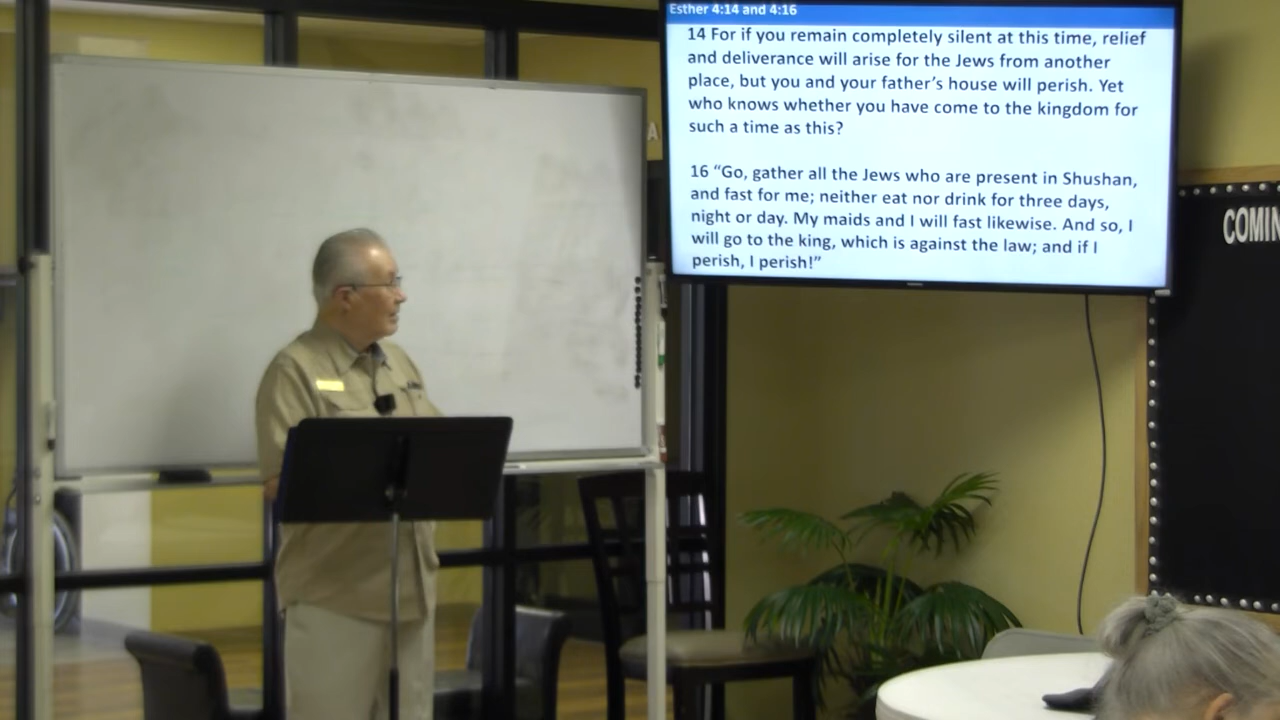 Esther 4:14 and 4:16
14 For if you remain completely silent at this time, relief
and deliverance will arise for the Jews from another
place, but you and your father's house will perish. Yet
who knows whether you have come to the kingdom for
such a time as this?
16 “Go, gather all the Jews who are present in Shushan,
and fast for me; neither eat nor drink for three days,
night or day. My maids and I will fast likewise. And so, I
will go to the king, which is against the law; and if I
perish, I perish!”
A
COMIN